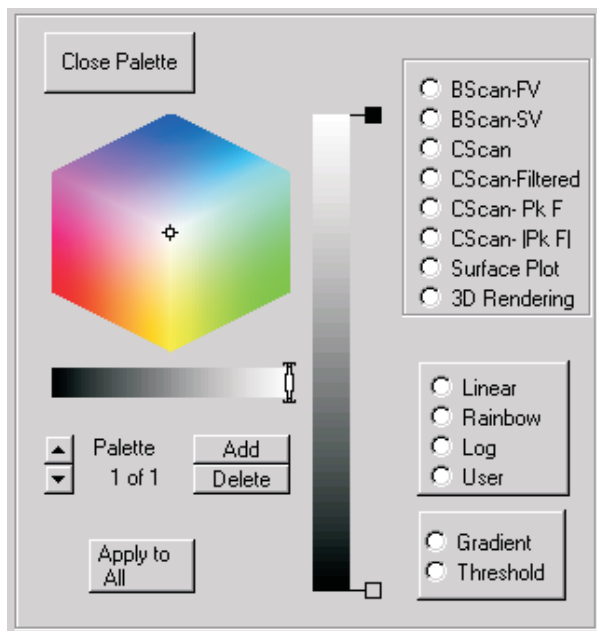 Close Palette
BScan-FV
BScan-SV
CScan
CScan-Filtered
CScan- Pk F
CScan- |Pk F|
Surface Plot
3D Rendering
Linear
Rainbow
Log
User
Palette
1 of 1
Add
Delete
Gradient
Threshold
Apply to
All